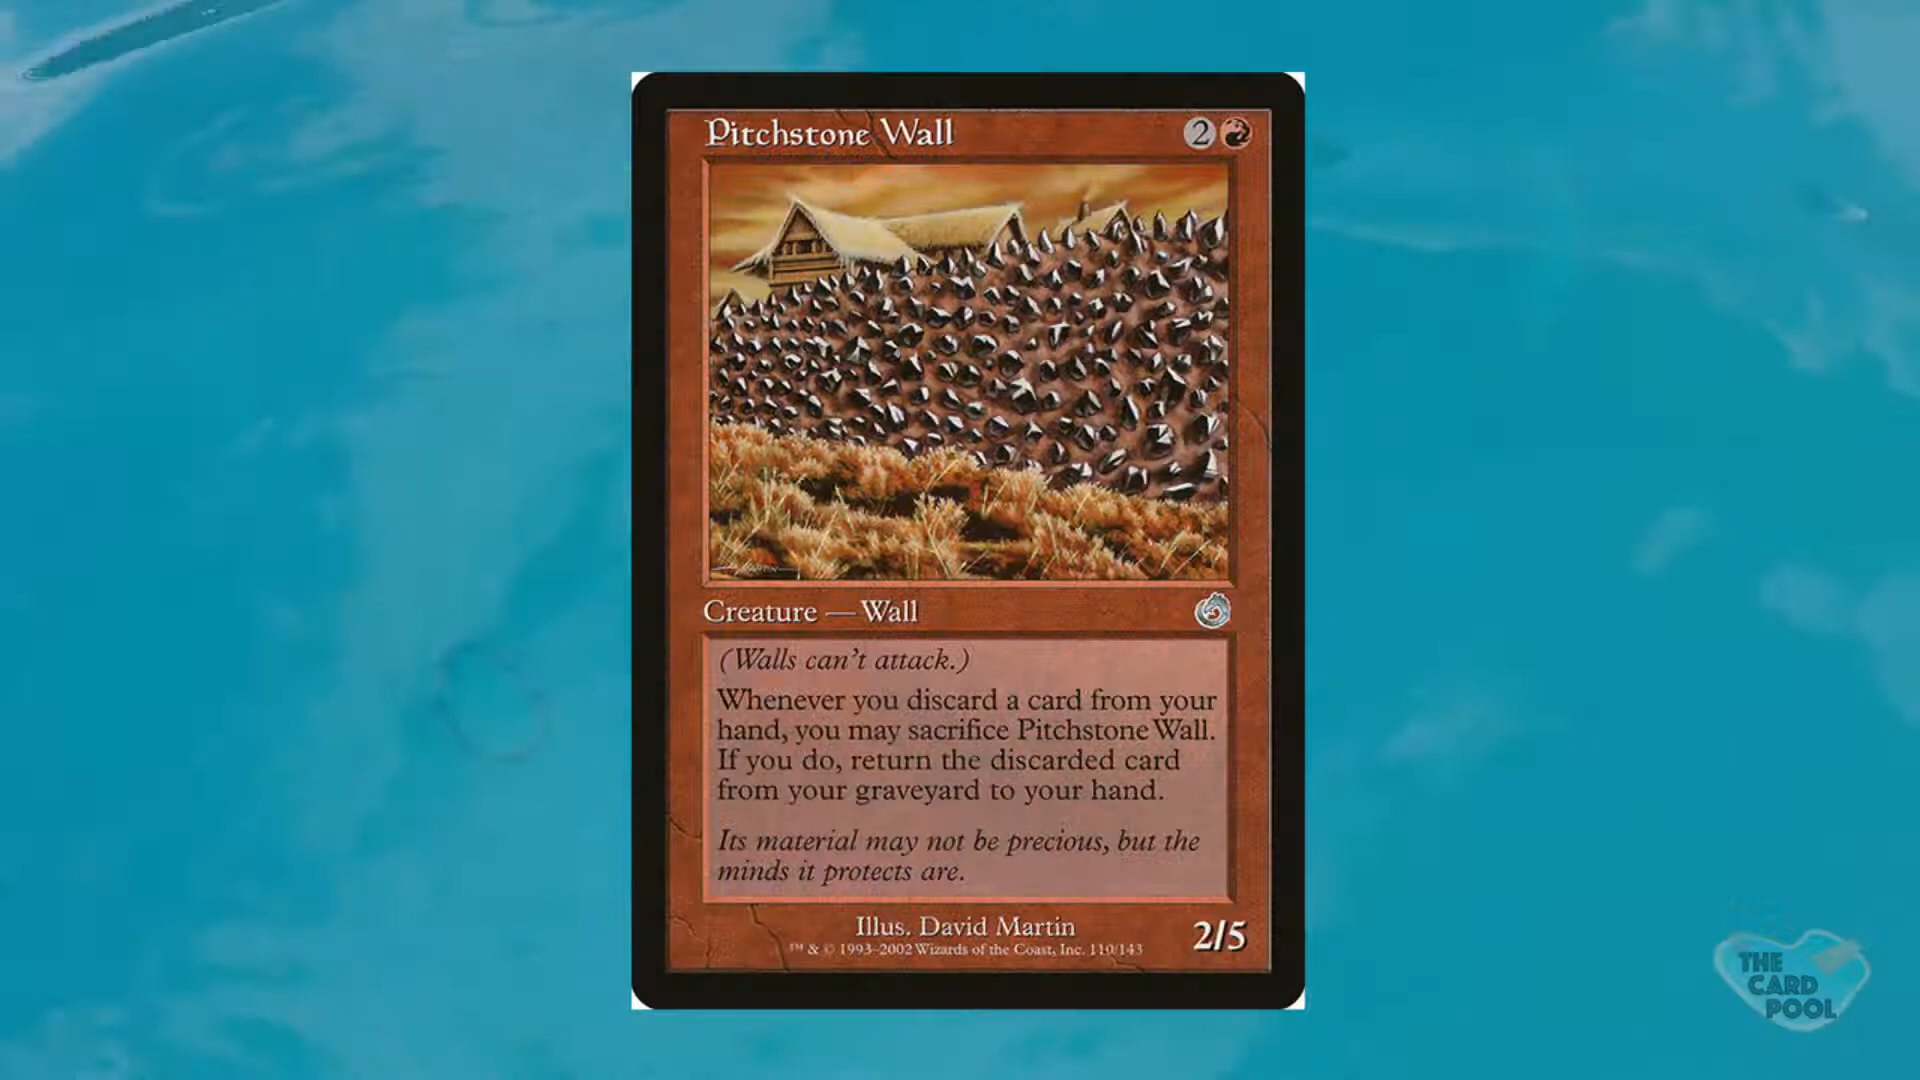 Pitchstone Wall
2
Creature — Wall
(Walls can't attack.)
Whenever you discard a card from your
hand, you may sacrifice Pitchstone Wall.
If you do, return the discarded card
from your graveyard to your hand.
Its material may not be precious, but the
minds it protects are.
Illus. David Martin
™ & © 1993–2002 Wizards of the Coast, Inc. 110/143
2/5
THE
CARD
POOL